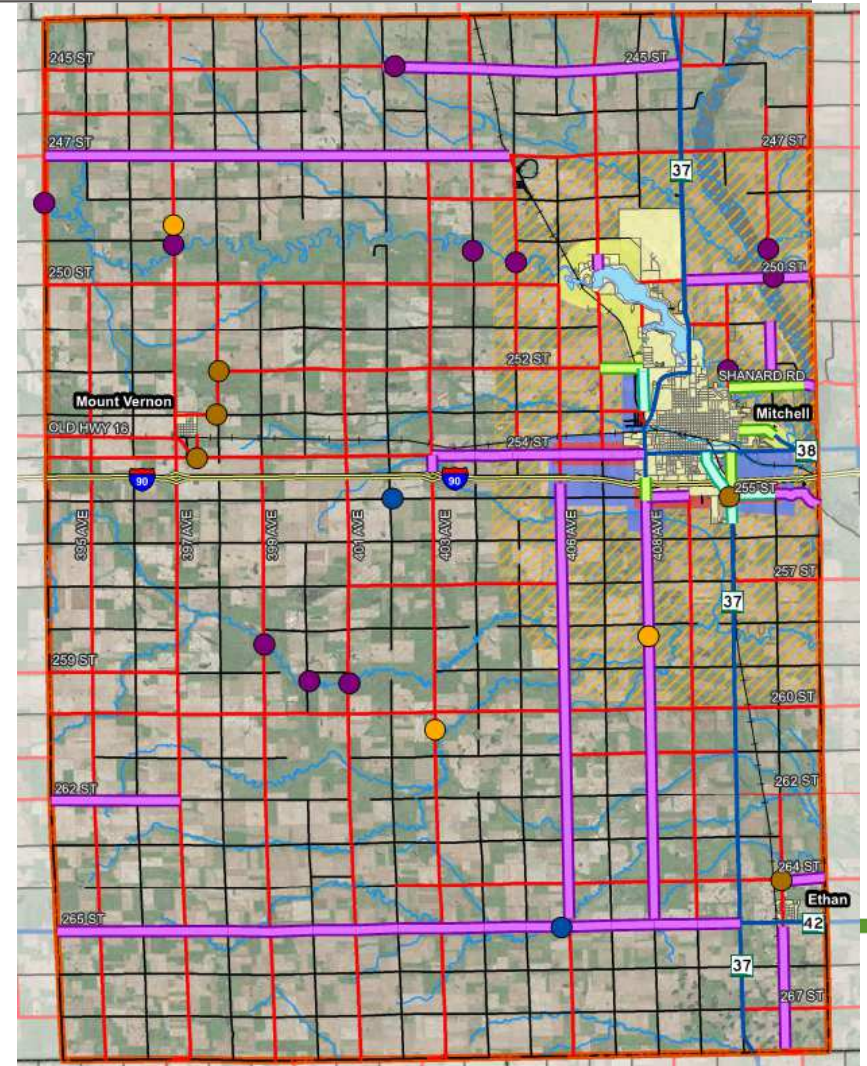 245 ST
245 ST
247 ST
247 ST
37
250 ST
250 ST
252 ST
SHANARD RD
Mount Vernon
Mitchell
OLD HWY 16
254 ST
38
90
90
255 ST
395 AVE
397 AVE
399 AVE
401 AVE
403 AVE
406 AVE
408 AVE
257 ST
37
259 ST
260 ST
262 ST
262 ST
264 ST
Ethan
265 ST
42
37
267 ST